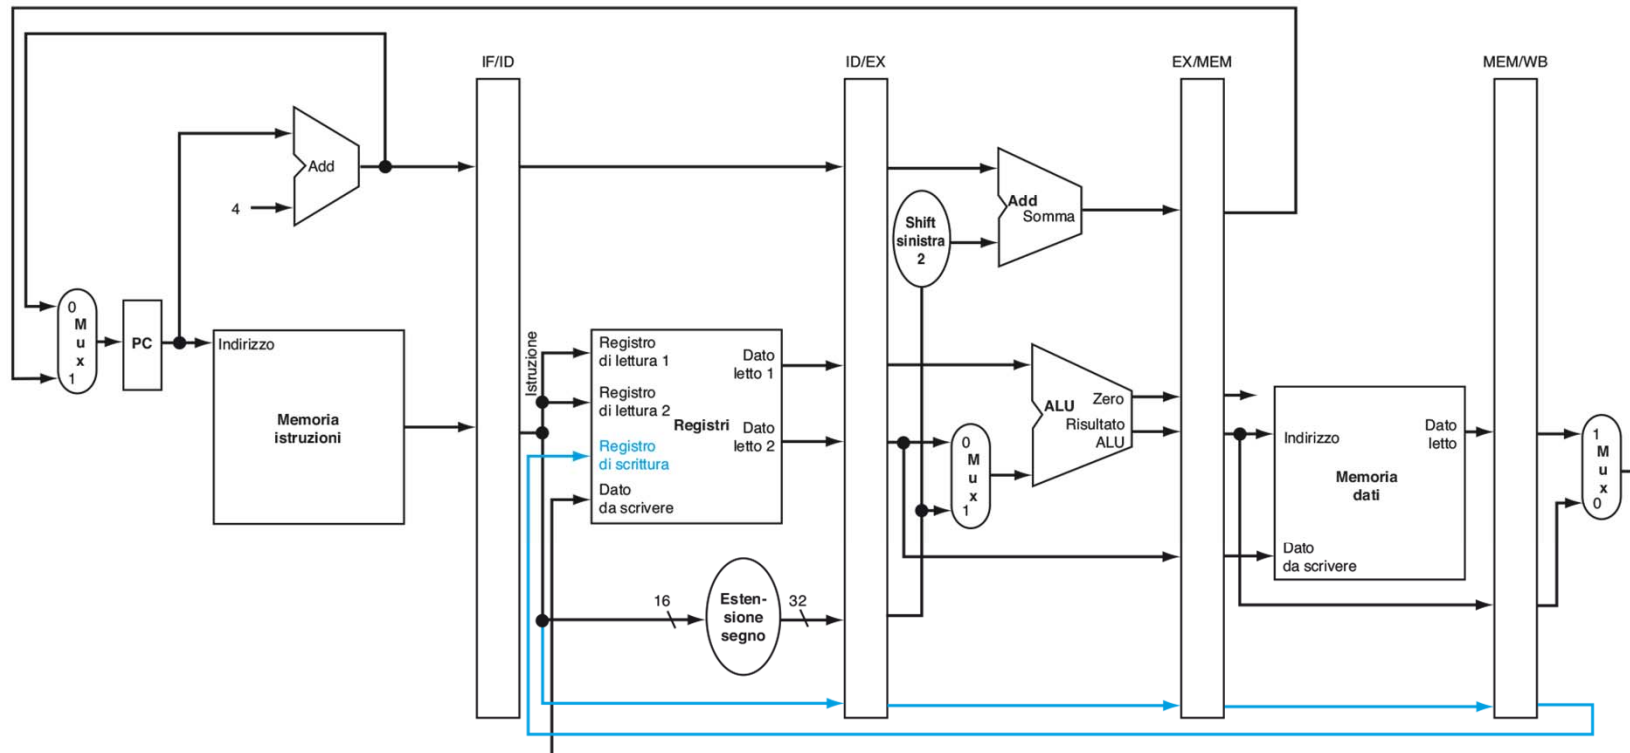 IF/ID
ID/EX
EX/MEM
MEM/WB
Add
4
Add
Somma
Shift
sinistra
2
0
M
u
x
1
PC
Indirizzo
Memoria
istruzioni
Istruzione
Registro
di lettura 1
Registro
di lettura 2
Registro
di scrittura
Dato
da scrivere
Registri
Dato
letto 1
Dato
letto 2
16
Esten-
sione
segno
32
0
M
u
x
1
ALU
Zero
Risultato
ALU
Indirizzo
Dato
letto
Memoria
dati
Dato
da scrivere
1
M
u
x
0